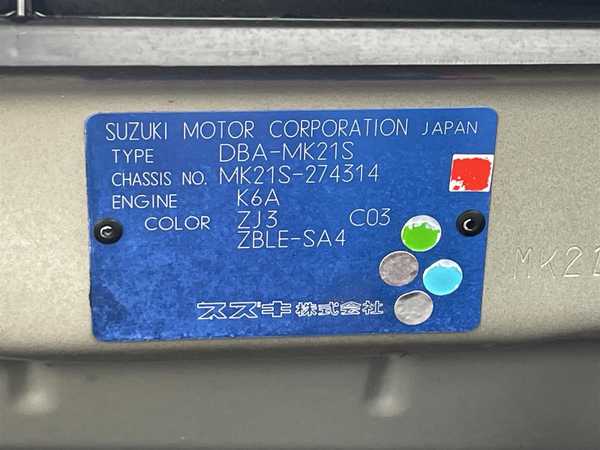 SUZUKI MOTOR CORPORATION JAPAN
TYPE DBA-MK21S
CHASSIS NO. MK21S-274314
ENGINE K6A
COLOR ZJ3 C03
ZBLE-SA4
スズキ株式会社
MK21